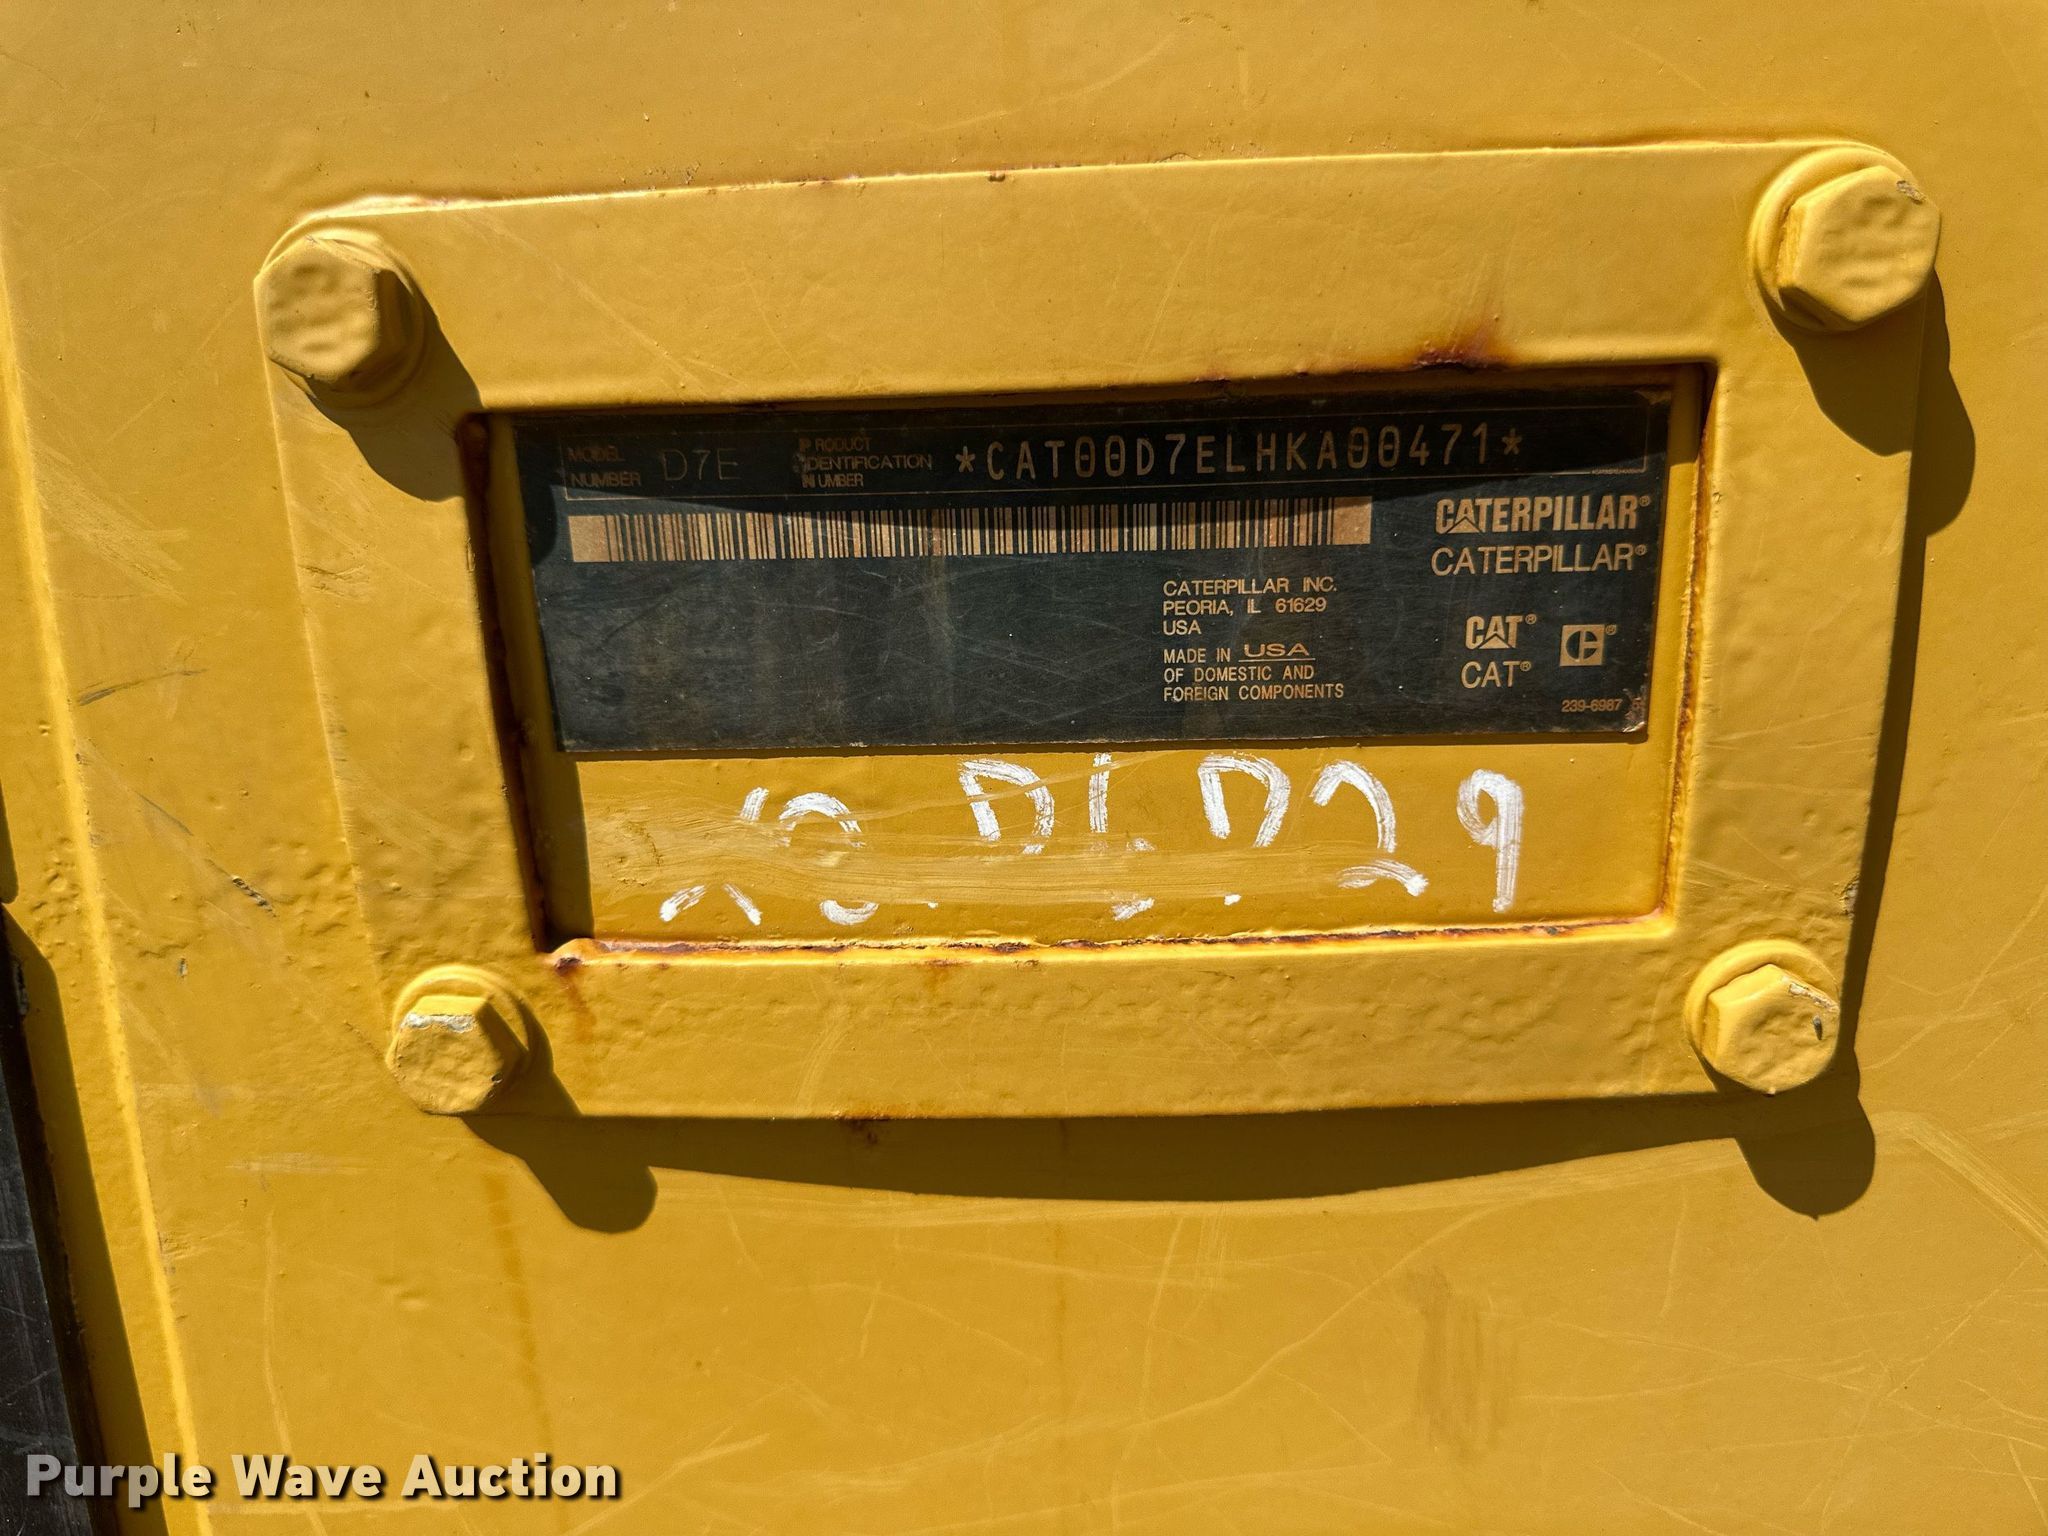 MODEL NUMBER D7E PRODUCT IDENTIFICATION NUMBER *CAT00D7ELHKA00471*
CATERPILLAR®
CATERPILLAR®
CATERPILLAR INC.
PEORIA, IL 61629
USA
MADE IN USA
OF DOMESTIC AND
FOREIGN COMPONENTS
CAT®
CAT®
239-6987
Purple Wave Auction